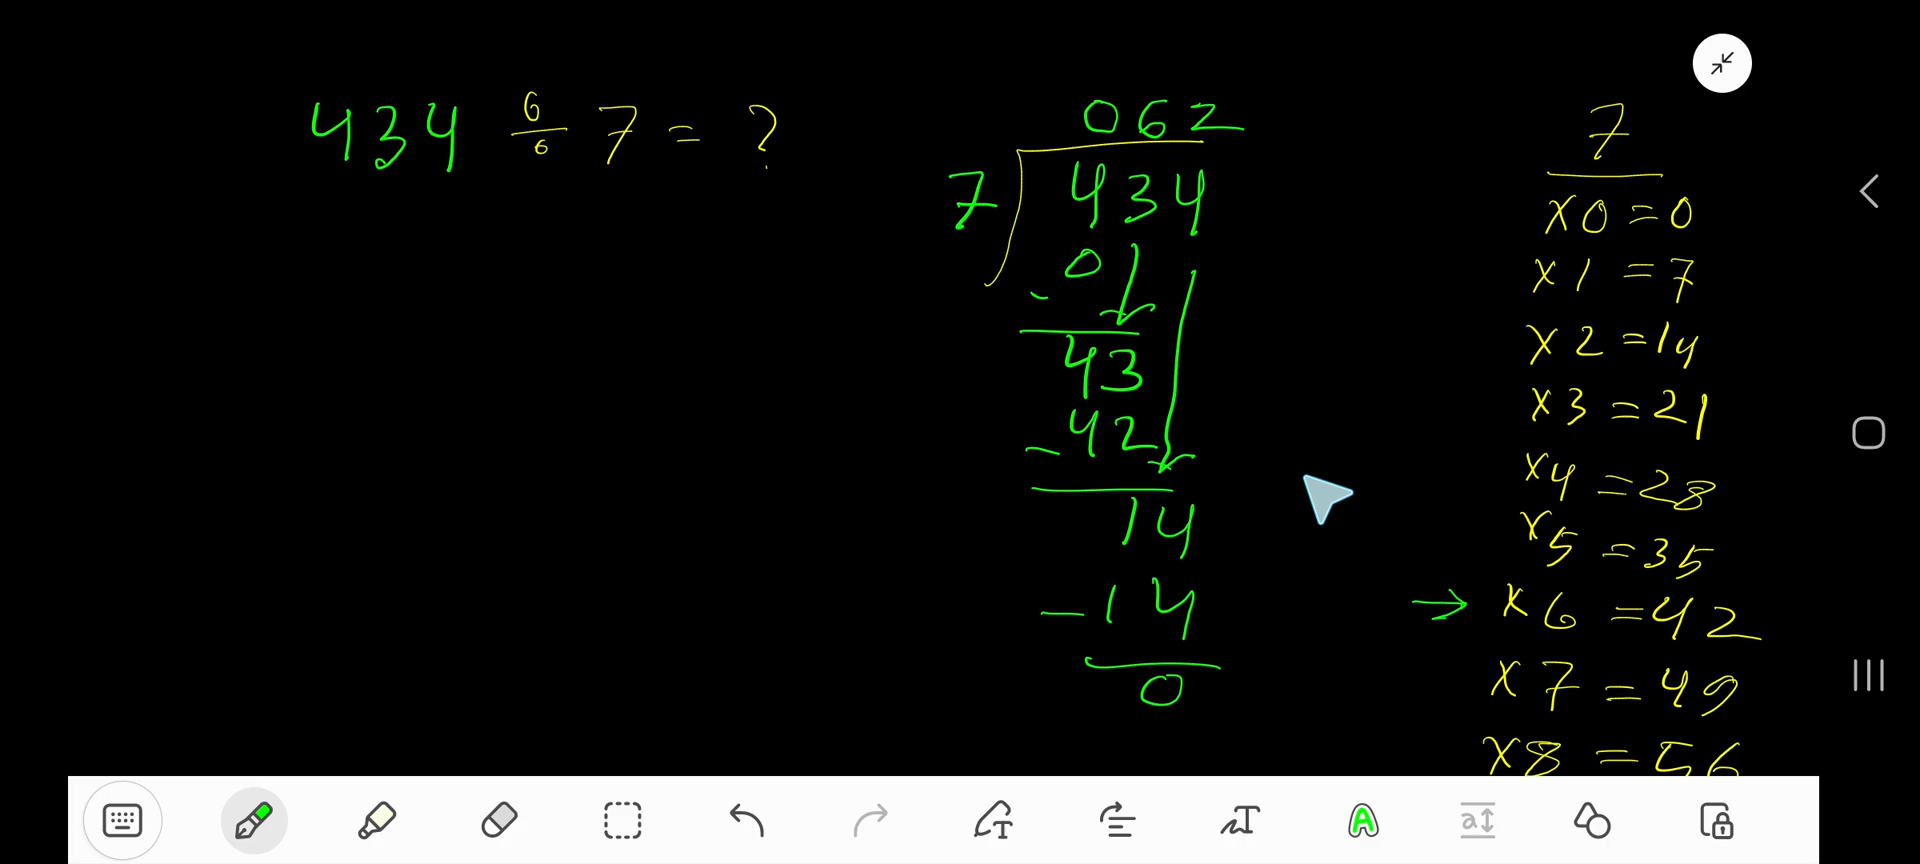 434 ÷ 7 = ?
062
7 434
0
-
43
- 42
14
- 14
0
7
x0 = 0
x1 = 7
x2 = 14
x3 = 21
x4 = 28
x5 = 35
→ x6 = 42
x7 = 49
x8 = 56
T
T
A
a